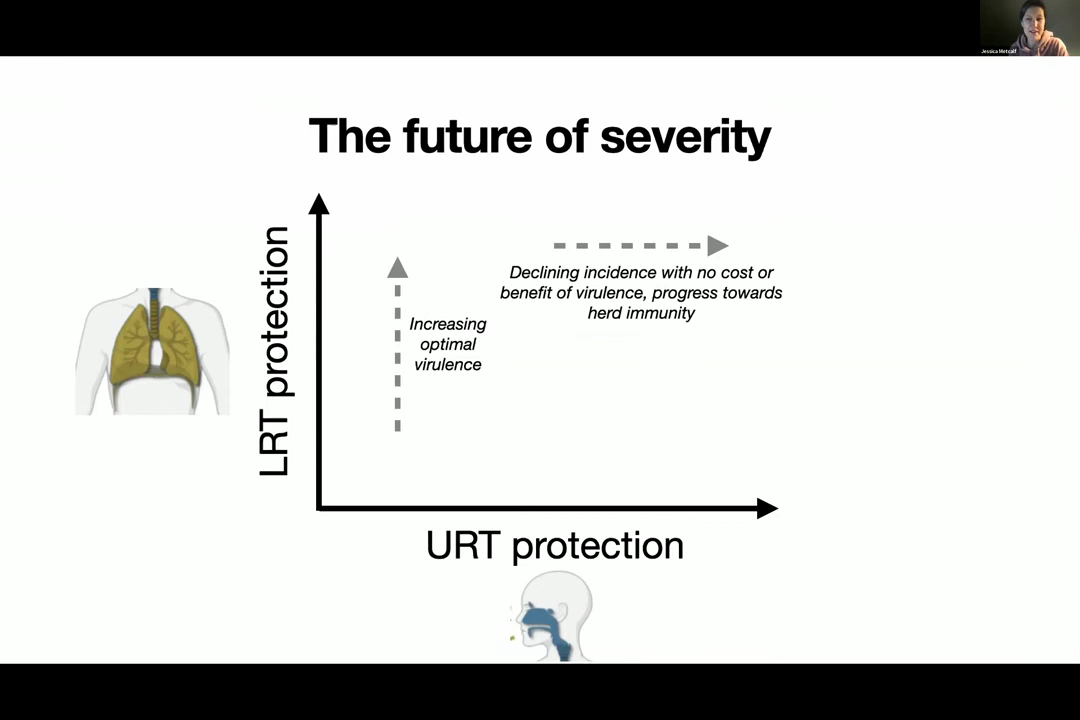 Jessica Metcalf
The future of severity
LRT protection
Declining incidence with no cost or
benefit of virulence, progress towards
herd immunity
Increasing
optimal
virulence
URT protection